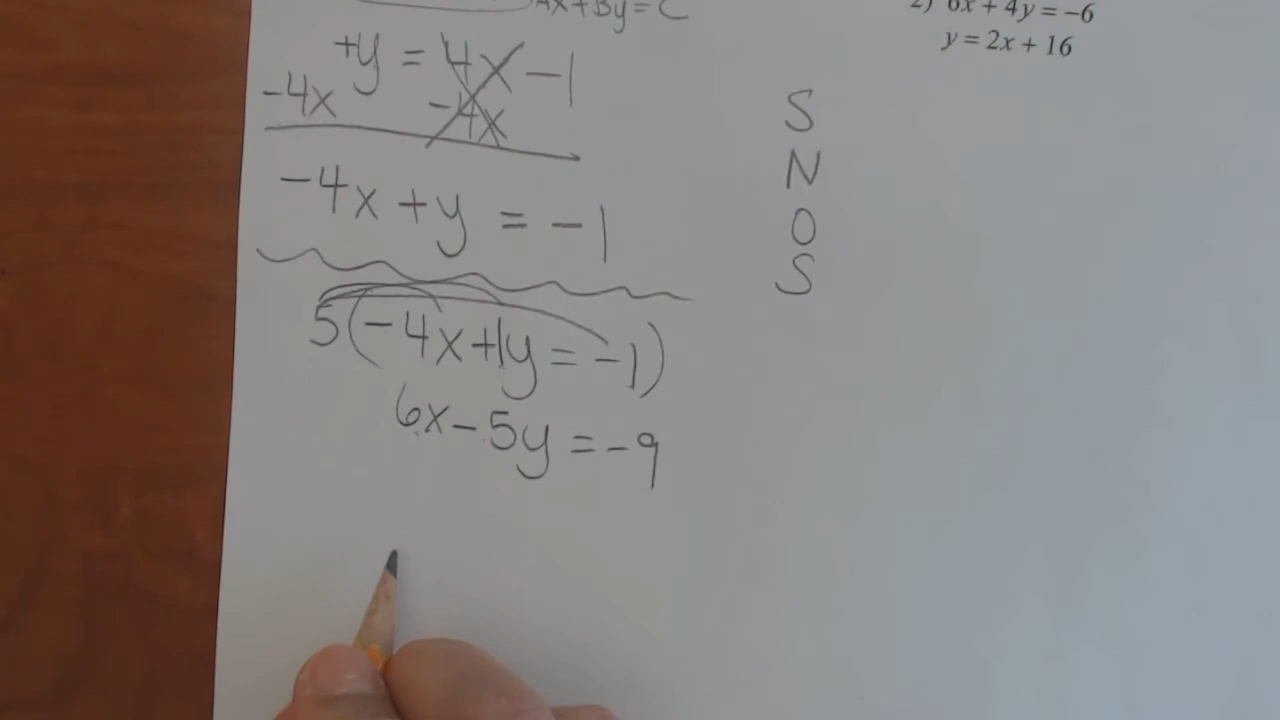 Ax+By=C
+y = 4x -1
-4x -4x
-4x +y = -1
5(-4x+1y = -1)
6x-5y =-9
S
N
O
S
2) 6x + 4y = -6
y = 2x + 16